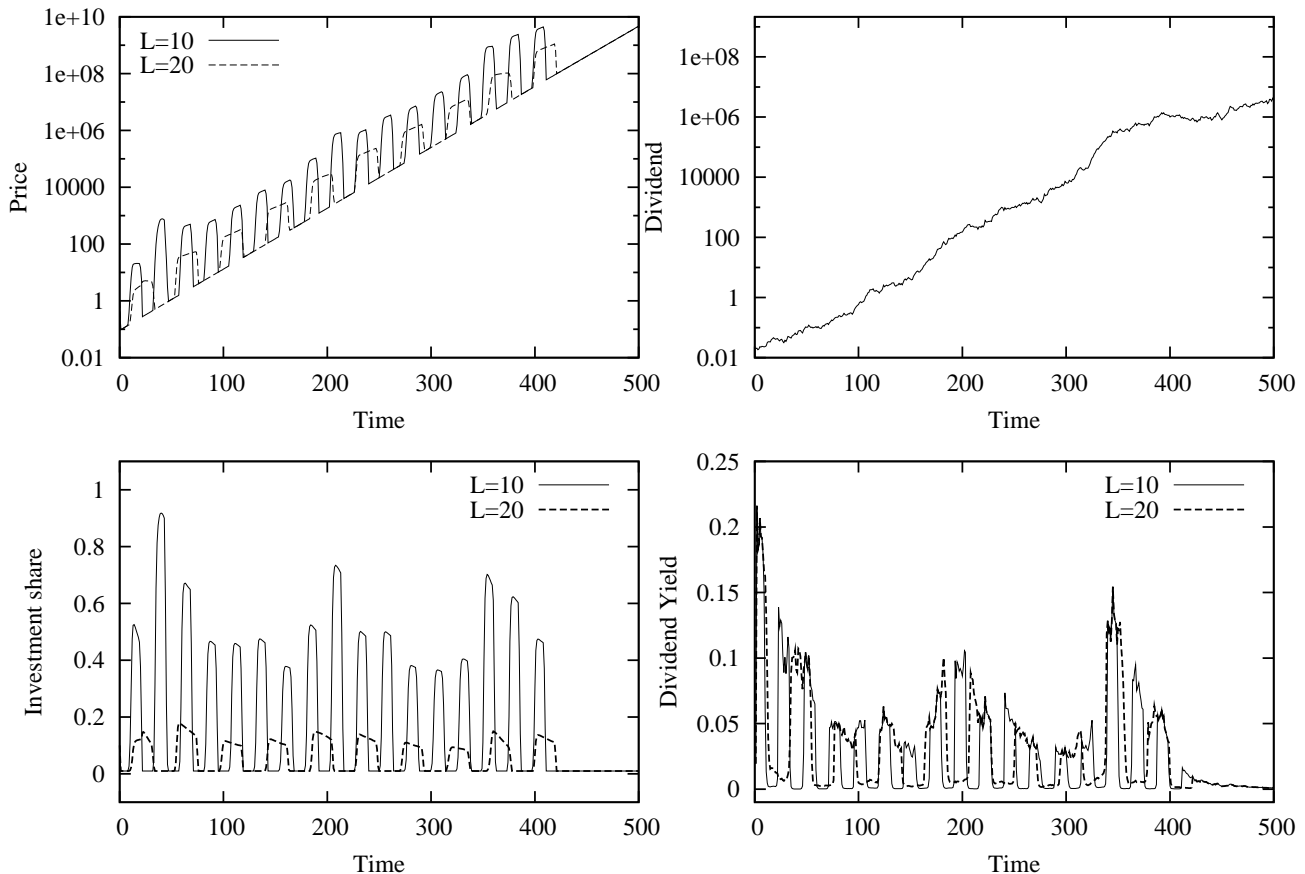 1e+10
1e+08
1e+06
10000
100
1
0.01
Price
L=10
L=20
0 100 200 300 400 500
Time
1e+08
1e+06
10000
100
1
0.01
Dividend
0 100 200 300 400 500
Time
1
0.8
0.6
0.4
0.2
0
Investment share
L=10
L=20
0 100 200 300 400 500
Time
0.25
0.2
0.15
0.1
0.05
0
Dividend Yield
L=10
L=20
0 100 200 300 400 500
Time